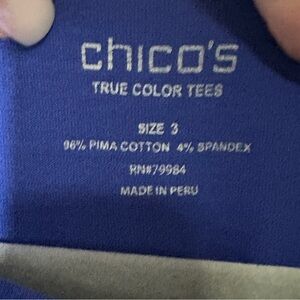 chico's
TRUE COLOR TEES
SIZE 3
96% PIMA COTTON 4% SPANDEX
RN#79984
MADE IN PERU